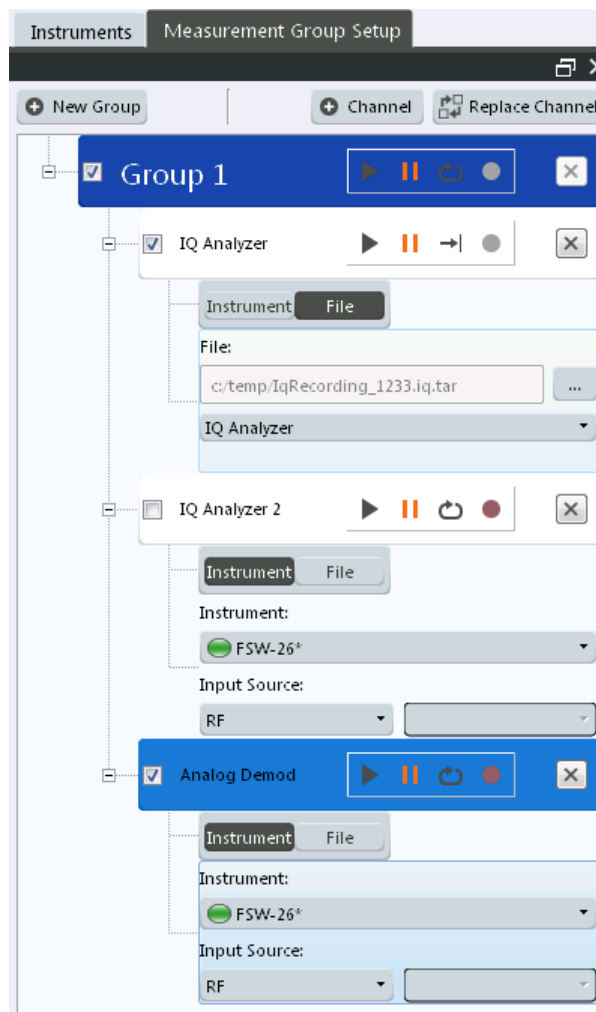 Instruments Measurement Group Setup
New Group Channel Replace Channel
Group 1
IQ Analyzer
Instrument File
File:
c:/temp/IqRecording_1233.iq.tar ...
IQ Analyzer
IQ Analyzer 2
Instrument File
Instrument:
FSW-26*
Input Source:
RF
Analog Demod
Instrument File
Instrument:
FSW-26*
Input Source:
RF